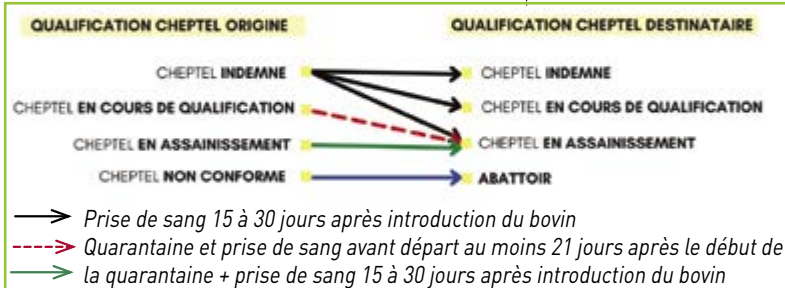 QUALIFICATION CHEPTEL ORIGINE QUALIFICATION CHEPTEL DESTINATAIRE
CHEPTEL INDEMNE CHEPTEL INDEMNE
CHEPTEL EN COURS DE QUALIFICATION CHEPTEL EN COURS DE QUALIFICATION
CHEPTEL EN ASSAINISSEMENT CHEPTEL EN ASSAINISSEMENT
CHEPTEL NON CONFORME ABATTOIR
Prise de sang 15 à 30 jours après introduction du bovin
Quarantaine et prise de sang avant départ au moins 21 jours après le début de
la quarantaine + prise de sang 15 à 30 jours après introduction du bovin